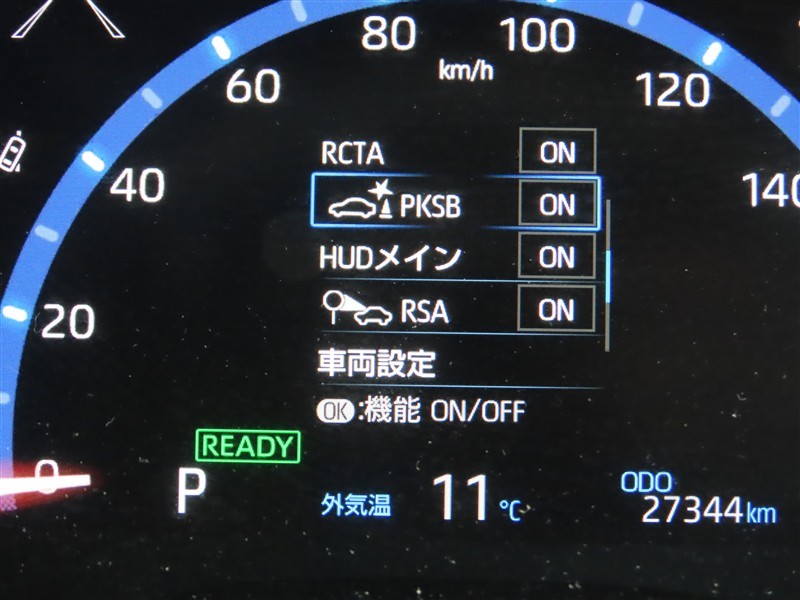 80 100
km/h
60 120
RCTA ON
40 PKSB ON 140
HUDメイン ON
20 RSA ON
車両設定
OK:機能 ON/OFF
READY
0 P 外気温 11℃ ODO
27344km